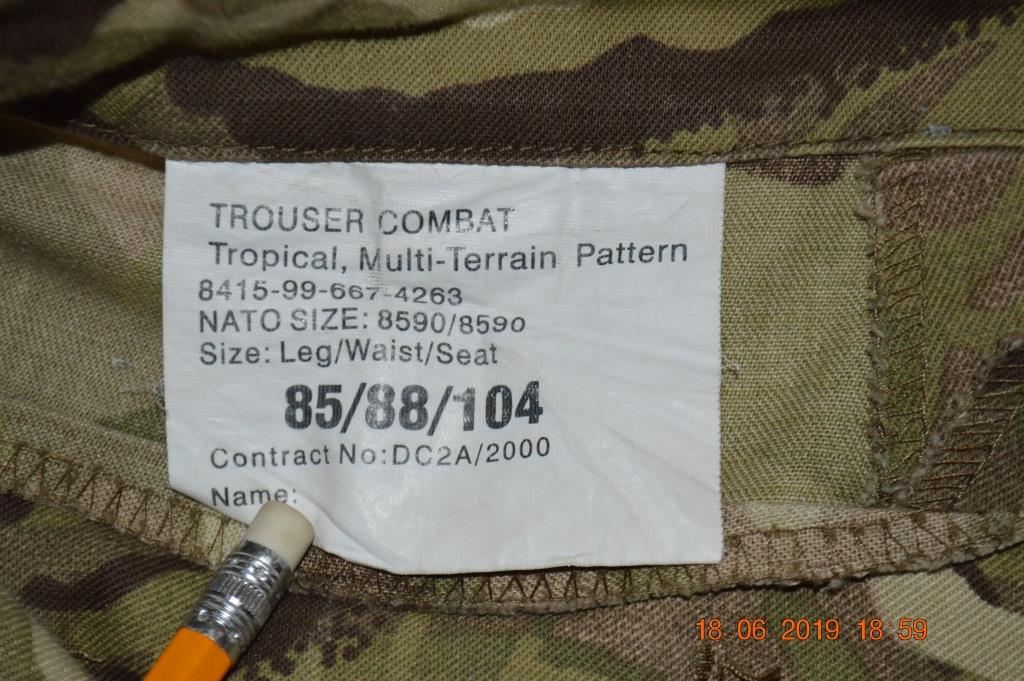 TROUSER COMBAT
Tropical, Multi-Terrain Pattern
8415-99-667-4263
NATO SIZE: 8590/8590
Size: Leg/Waist/Seat
85/88/104
Contract No:DC2A/2000
Name:
18 06 2019 18:59